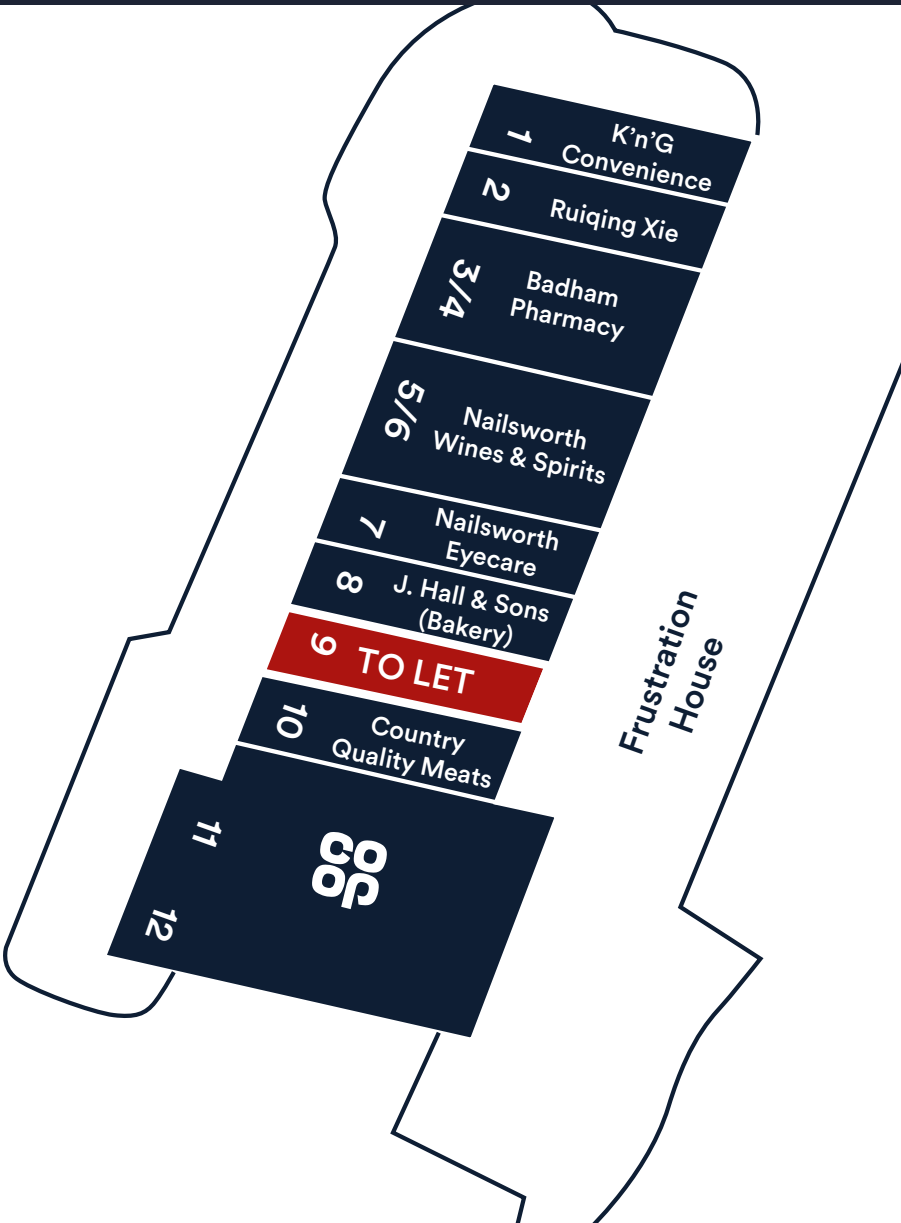 1
K’n’G
Convenience
2
Ruiqing Xie
3/4
Badham
Pharmacy
5/6
Nailsworth
Wines & Spirits
7
Nailsworth
Eyecare
8
J. Hall & Sons
(Bakery)
9
TO LET
10
Country
Quality Meats
11
co
op
12
Frustration
House